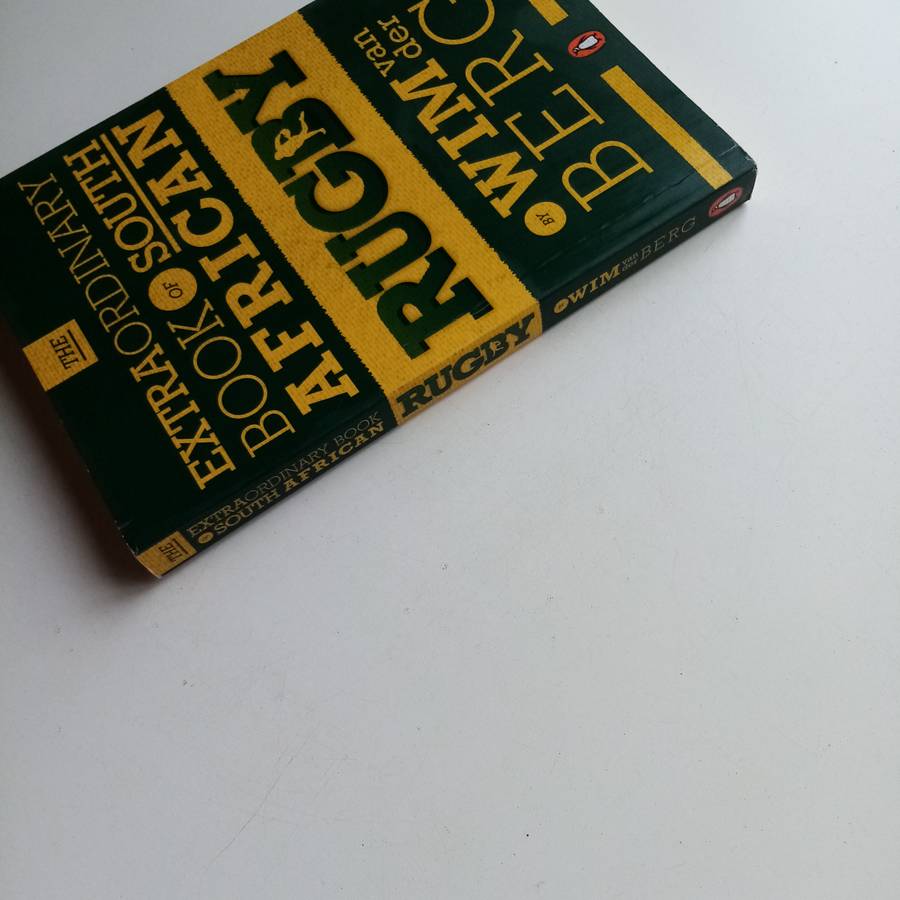 THE
EXTRAORDINARY
BOOK OF SOUTH
AFRICAN
RUGBY
BY WIM van der
BERG
THE
EXTRAORDINARY BOOK
OF SOUTH AFRICAN
RUGBY
BY WIM van der BERG